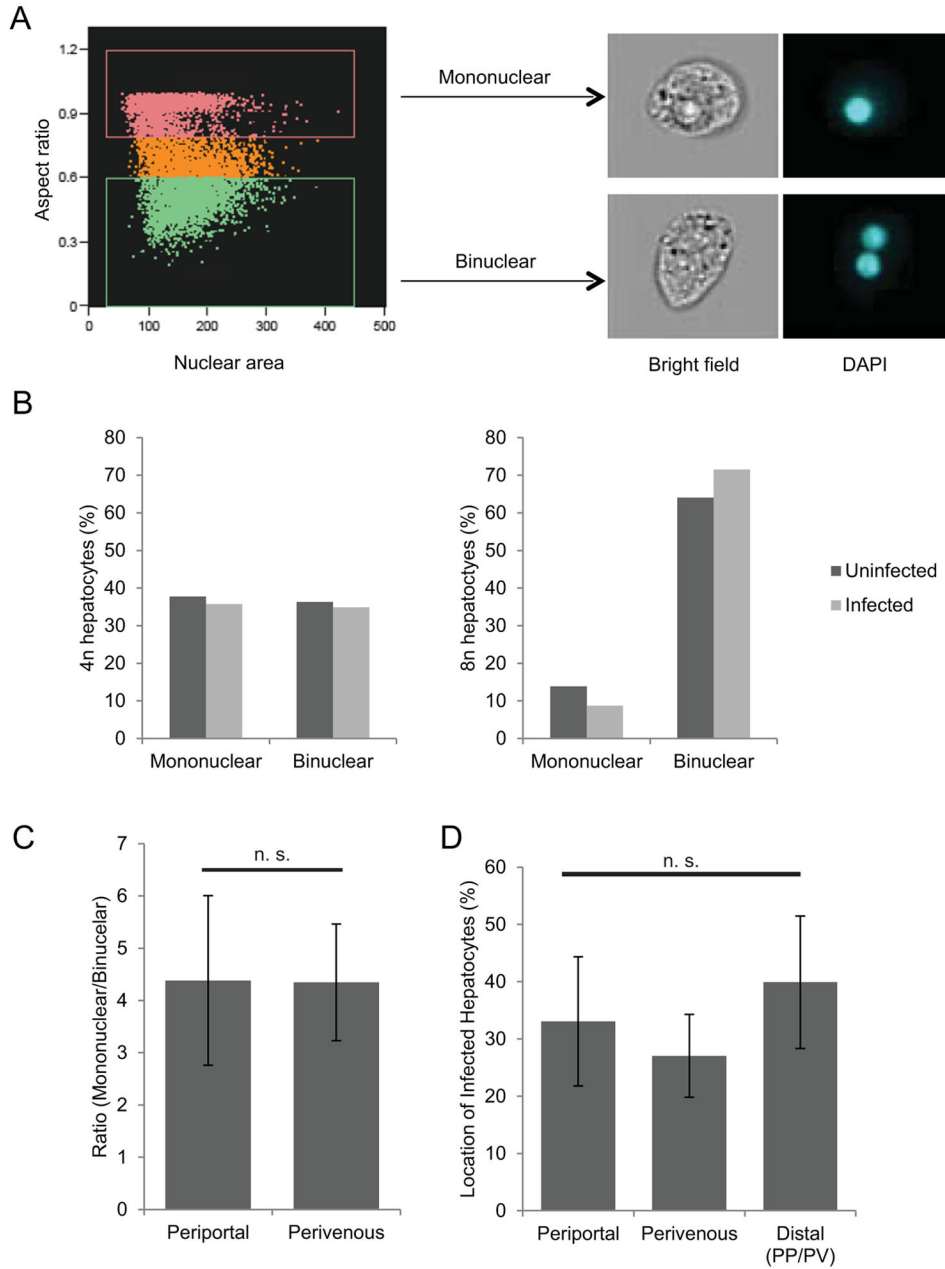 A
Aspect ratio
1.2
0.9
0.6
0.3
0
0 100 200 300 400 500
Nuclear area
Mononuclear
Binuclear
Bright field
DAPI
B
4n hepatocytes (%)
80
70
60
50
40
30
20
10
0
Mononuclear Binuclear
8n hepatoctyes (%)
80
70
60
50
40
30
20
10
0
Mononuclear Binuclear
Uninfected
Infected
C
Ratio (Mononuclear/Binucelar)
7
6
5
4
3
2
1
0
n. s.
Periportal Perivenous
D
Location of Infected Hepatocytes (%)
60
50
40
30
20
10
0
n. s.
Periportal Perivenous Distal
(PP/PV)